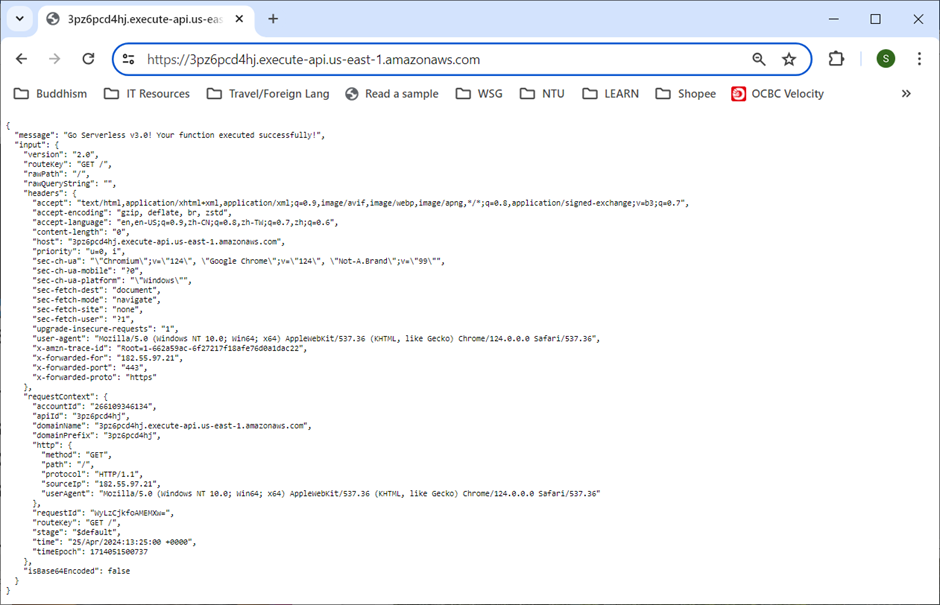 3pz6pcd4hj.execute-api.us-eas
https://3pz6pcd4hj.execute-api.us-east-1.amazonaws.com
S
Buddhism IT Resources Travel/Foreign Lang Read a sample WSG NTU LEARN Shopee OCBC Velocity »
{
"message": "Go Serverless v3.0! Your function executed successfully!",
"input": {
"version": "2.0",
"routeKey": "GET /",
"rawPath": "/",
"rawQueryString": "",
"headers": {
"accept": "text/html,application/xhtml+xml,application/xml;q=0.9,image/avif,image/webp,image/apng,*/*;q=0.8,application/signed-exchange;v=b3;q=0.7",
"accept-encoding": "gzip, deflate, br, zstd",
"accept-language": "en,en-US;q=0.9,zh-CN;q=0.8,zh-TW;q=0.7,zh;q=0.6",
"content-length": "0",
"host": "3pz6pcd4hj.execute-api.us-east-1.amazonaws.com",
"priority": "u=0, i",
"sec-ch-ua": "\"Chromium\";v=\"124\", \"Google Chrome\";v=\"124\", \"Not-A.Brand\";v=\"99\"",
"sec-ch-ua-mobile": "?0",
"sec-ch-ua-platform": "\"Windows\"",
"sec-fetch-dest": "document",
"sec-fetch-mode": "navigate",
"sec-fetch-site": "none",
"sec-fetch-user": "?1",
"upgrade-insecure-requests": "1",
"user-agent": "Mozilla/5.0 (Windows NT 10.0; Win64; x64) AppleWebKit/537.36 (KHTML, like Gecko) Chrome/124.0.0.0 Safari/537.36",
"x-amzn-trace-id": "Root=1-662a59ac-6f27217f18afe76d0a1dac22",
"x-forwarded-for": "182.55.97.21",
"x-forwarded-port": "443",
"x-forwarded-proto": "https"
},
"requestContext": {
"accountId": "266109346134",
"apiId": "3pz6pcd4hj",
"domainName": "3pz6pcd4hj.execute-api.us-east-1.amazonaws.com",
"domainPrefix": "3pz6pcd4hj",
"http": {
"method": "GET",
"path": "/",
"protocol": "HTTP/1.1",
"sourceIp": "182.55.97.21",
"userAgent": "Mozilla/5.0 (Windows NT 10.0; Win64; x64) AppleWebKit/537.36 (KHTML, like Gecko) Chrome/124.0.0.0 Safari/537.36"
},
"requestId": "WyLzCjkfoAMEMXw=",
"routeKey": "GET /",
"stage": "$default",
"time": "25/Apr/2024:13:25:00 +0000",
"timeEpoch": 1714051500737
},
"isBase64Encoded": false
}
}